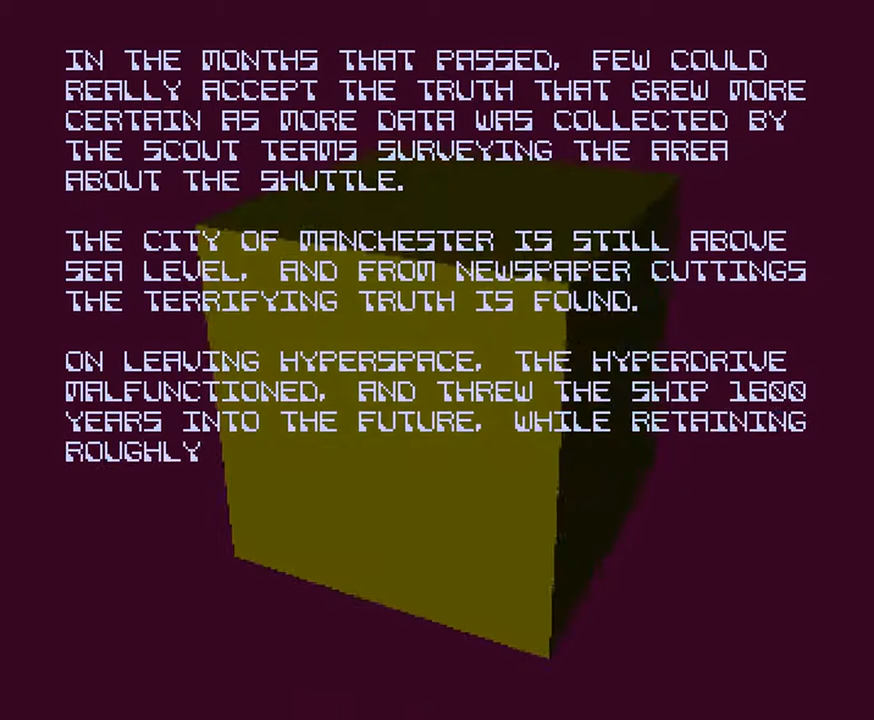 IN THE MONTHS THAT PASSED, FEW COULD
REALLY ACCEPT THE TRUTH THAT GREW MORE
CERTAIN AS MORE DATA WAS COLLECTED BY
THE SCOUT TEAMS SURVEYING THE AREA
ABOUT THE SHUTTLE.
THE CITY OF MANCHESTER IS STILL ABOVE
SEA LEVEL, AND FROM NEWSPAPER CUTTINGS
THE TERRIFYING TRUTH IS FOUND.
ON LEAVING HYPERSPACE, THE HYPERDRIVE
MALFUNCTIONED, AND THREW THE SHIP 1600
YEARS INTO THE FUTURE, WHILE RETAINING
ROUGHLY